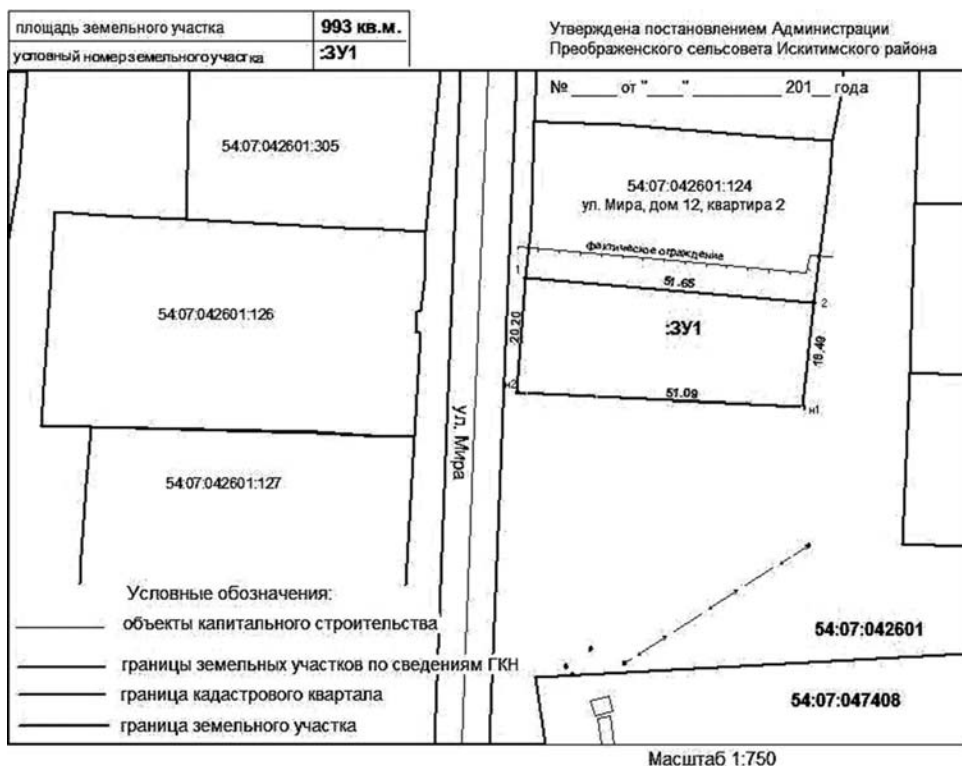 площадь земельного участка 993 кв.м.
условный номер земельного участка :ЗУ1
Утверждена постановлением Администрации
Преображенского сельсовета Искитимского района
№ _____ от "____" __________ 201__ года
54:07:042601:305
54:07:042601:124
ул. Мира, дом 12, квартира 2
фактическое ограждение
1
51.65
2
54:07:042601:126
:ЗУ1
20.20
18.49
н2
51.09
н1
ул. Мира
54:07:042601:127
Условные обозначения:
объекты капитального строительства
границы земельных участков по сведениям ГКН
граница кадастрового квартала
граница земельного участка
54:07:042601
54:07:047408
Масштаб 1:750